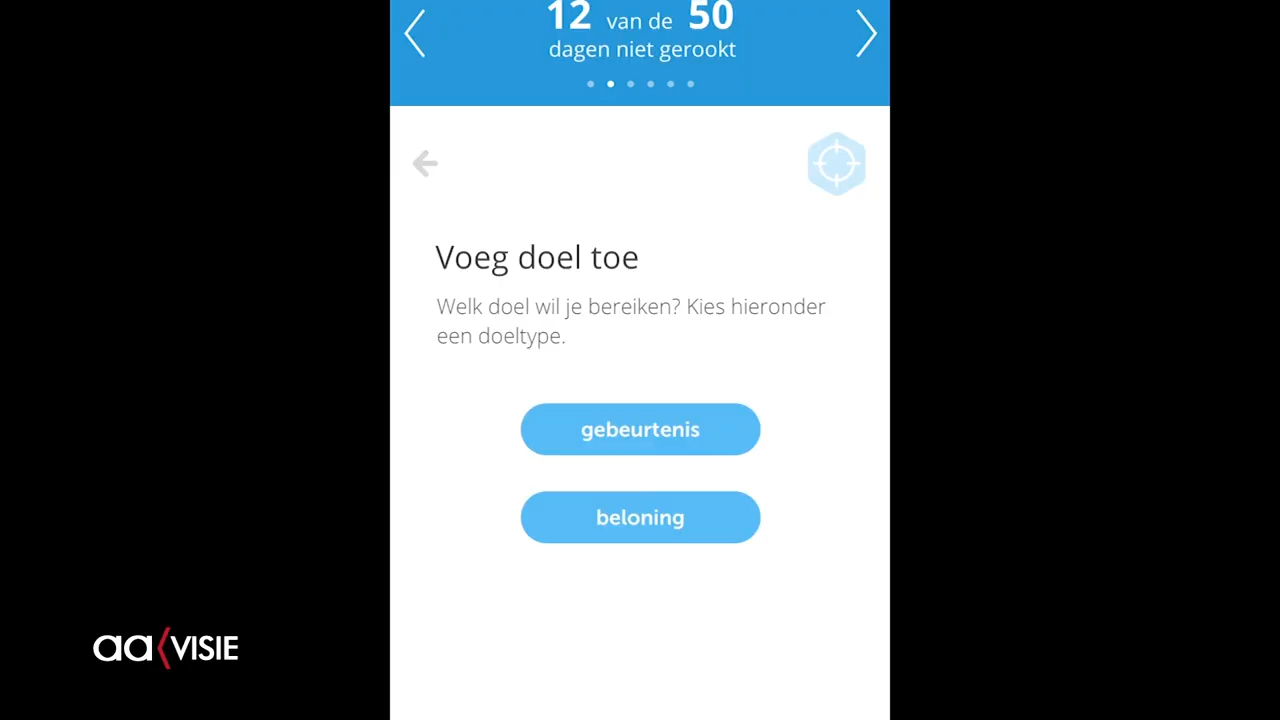 12 van de 50
dagen niet gerookt
Voeg doel toe
Welk doel wil je bereiken? Kies hieronder
een doeltype.
gebeurtenis
beloning
aa VISIE